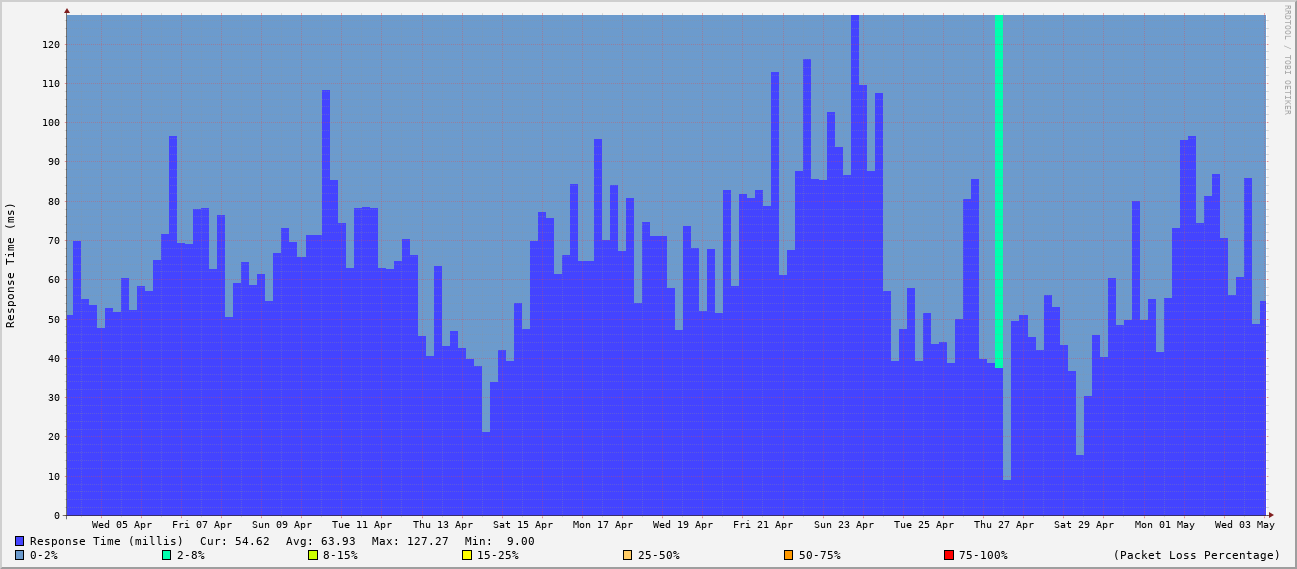 RRDTOOL / TOBI OETIKER
Response Time (ms)
120
110
100
90
80
70
60
50
40
30
20
10
0
Wed 05 Apr Fri 07 Apr Sun 09 Apr Tue 11 Apr Thu 13 Apr Sat 15 Apr Mon 17 Apr Wed 19 Apr Fri 21 Apr Sun 23 Apr Tue 25 Apr Thu 27 Apr Sat 29 Apr Mon 01 May Wed 03 May
Response Time (millis) Cur: 54.62 Avg: 63.93 Max: 127.27 Min: 9.00
0-2% 2-8% 8-15% 15-25% 25-50% 50-75% 75-100% (Packet Loss Percentage)